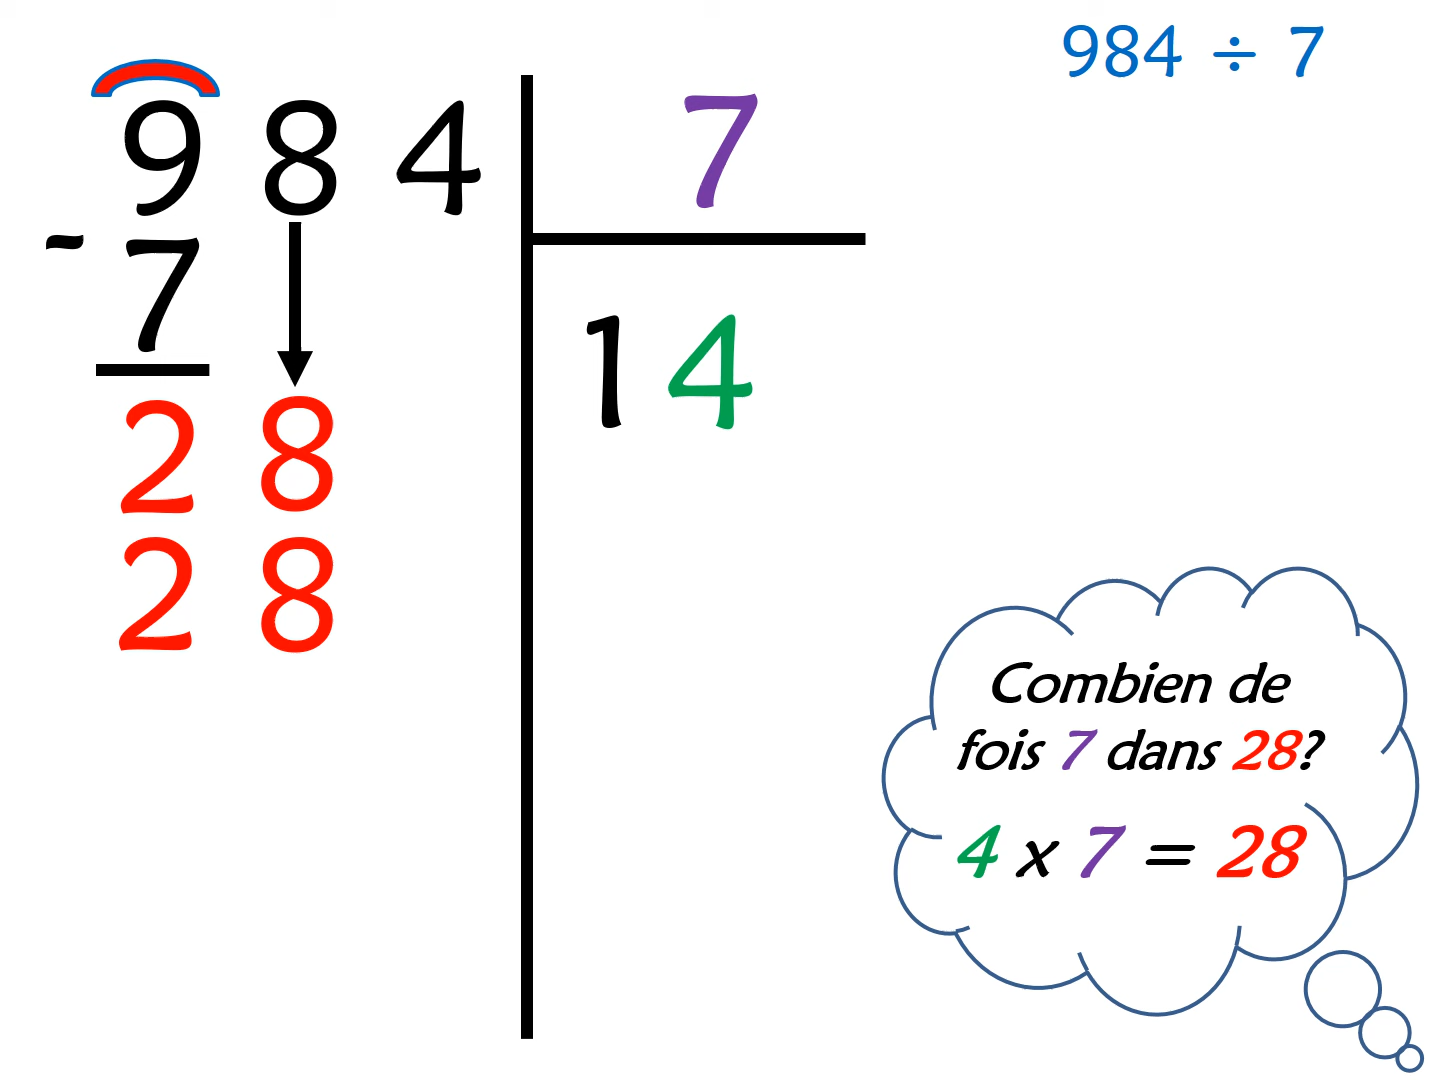 984 ÷ 7
9 8 4 7
- 7
1 4
2 8
2 8
Combien de
fois 7 dans 28?
4 x 7 = 28